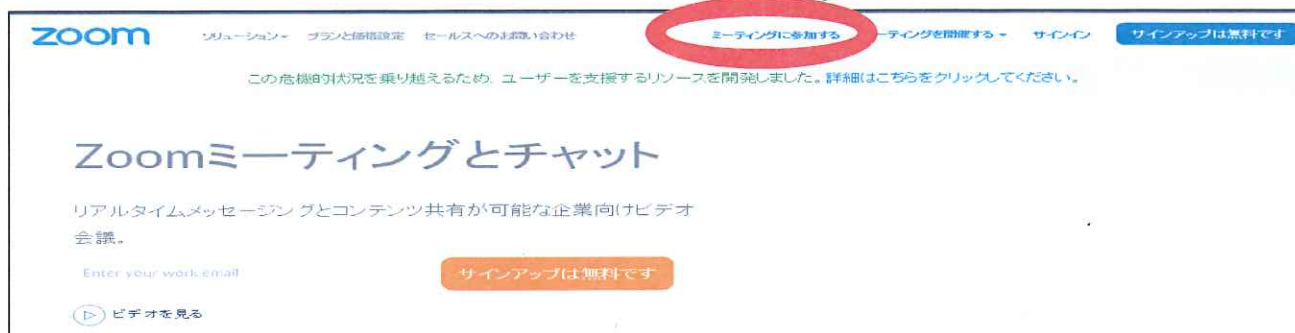 zoom ソリューション プランと価格設定 セールスへのお問い合わせ ミーティングに参加する ーティングを開催する サインイン サインアップは無料です
この危機的状況を乗り越えるため、ユーザーを支援するリソースを開発しました。詳細はこちらをクリックしてください。
Zoomミーティングとチャット
リアルタイムメッセージングとコンテンツ共有が可能な企業向けビデオ
会議。
Enter your work email サインアップは無料です
ビデオを見る